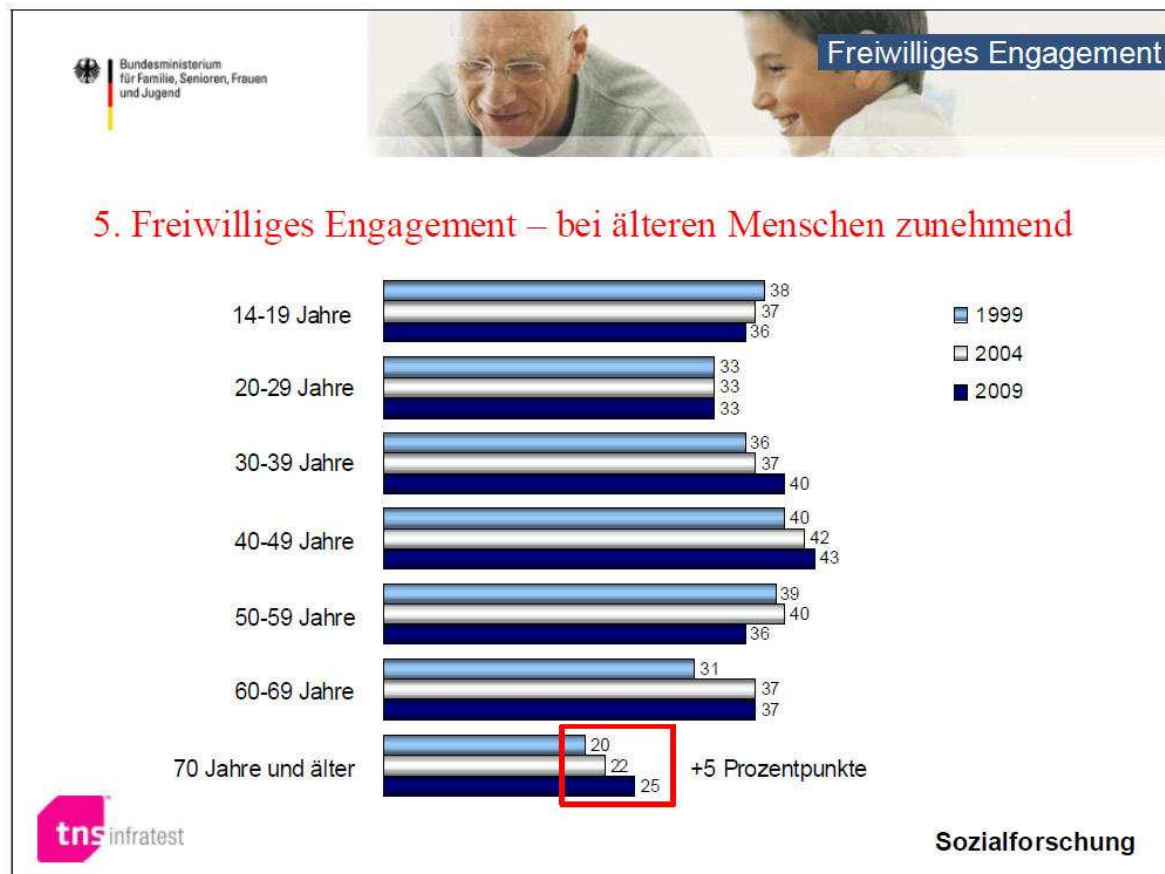 Bundesministerium
für Familie, Senioren, Frauen
und Jugend
Freiwilliges Engagement
5. Freiwilliges Engagement – bei älteren Menschen zunehmend
14-19 Jahre
38
37
36
1999
2004
2009
20-29 Jahre
33
33
33
30-39 Jahre
36
37
40
40-49 Jahre
40
42
43
50-59 Jahre
39
40
36
60-69 Jahre
31
37
37
70 Jahre und älter
20
22
25
+5 Prozentpunkte
tns infratest
Sozialforschung